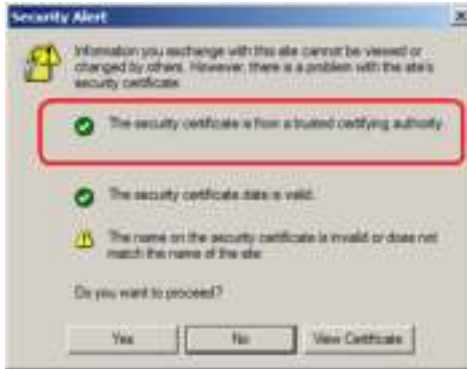 Security Alert
Information you exchange with this site cannot be viewed or
changed by others. However, there is a problem with the site's
security certificate.
The security certificate is from a trusted certifying authority.
The security certificate date is valid.
The name on the security certificate is invalid or does not
match the name of the site
Do you want to proceed?
Yes
No
View Certificate